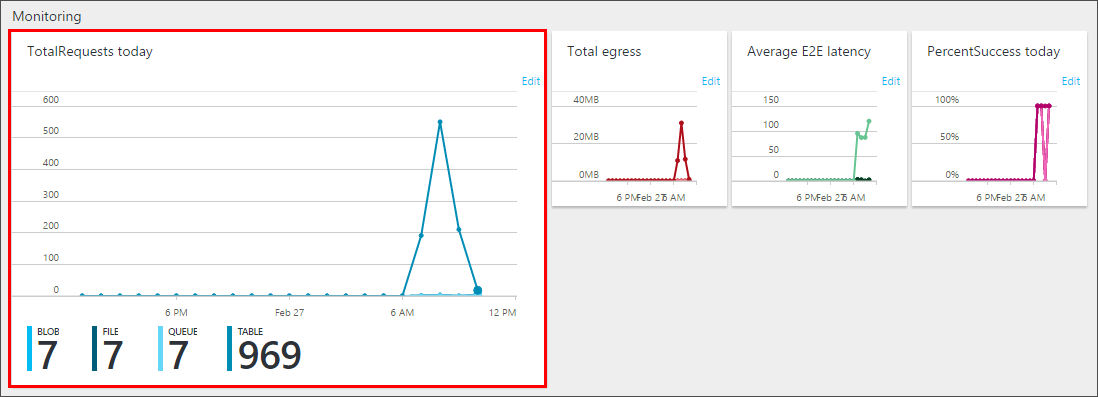 Monitoring
TotalRequests today
Edit
600
500
400
300
200
100
0
6 PM
Feb 27
6 AM
12 PM
BLOB
7
FILE
7
QUEUE
7
TABLE
969
Total egress
Edit
40MB
20MB
0MB
6 PM
Feb 27
6 AM
Average E2E latency
Edit
150
100
50
0
6 PM
Feb 27
6 AM
PercentSuccess today
Edit
100%
50%
0%
6 PM
Feb 27
6 AM